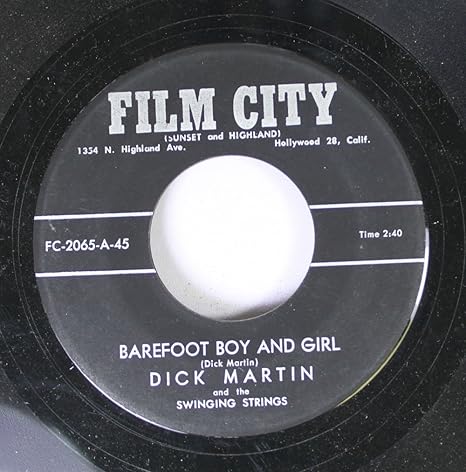 FILM CITY
(SUNSET and HIGHLAND)
1354 N. Highland Ave. Hollywood 28, Calif.
FC-2065-A-45 Time 2:40
BAREFOOT BOY AND GIRL
(Dick Martin)
DICK MARTIN
and the
SWINGING STRINGS